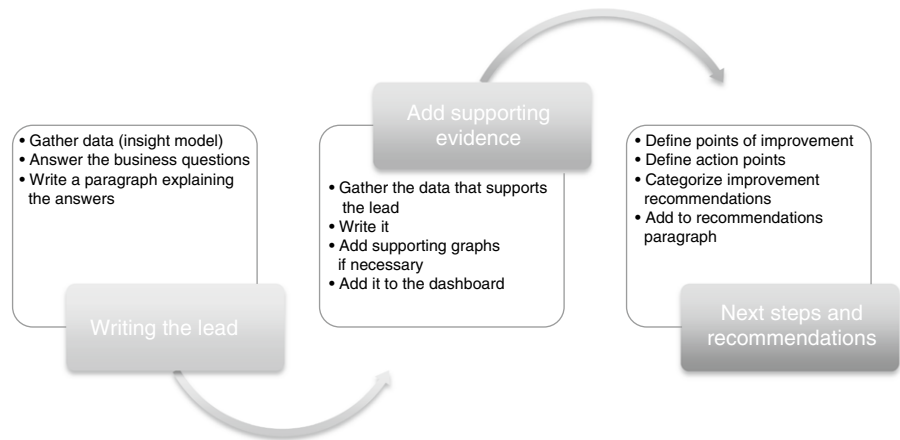 • Gather data (insight model)
• Answer the business questions
• Write a paragraph explaining
the answers
Writing the lead
Add supporting
evidence
• Gather the data that supports
the lead
• Write it
• Add supporting graphs
if necessary
• Add it to the dashboard
• Define points of improvement
• Define action points
• Categorize improvement
recommendations
• Add to recommendations
paragraph
Next steps and
recommendations